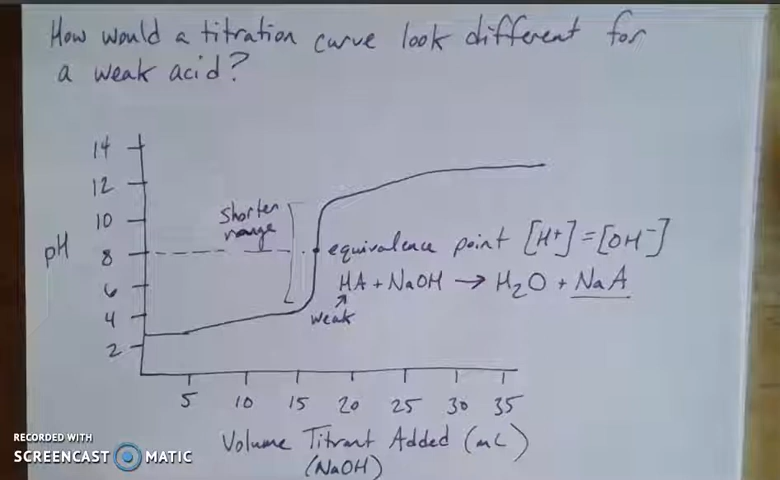 How would a titration curve look different for
a weak acid?
14
12
10
8
6
4
2
pH
shorter
range
equivalence point [H⁺]=[OH⁻]
HA + NaOH → H₂O + NaA
weak
5 10 15 20 25 30 35
Volume Titrant Added (mL)
(NaOH)
RECORDED WITH
SCREENCAST MATIC